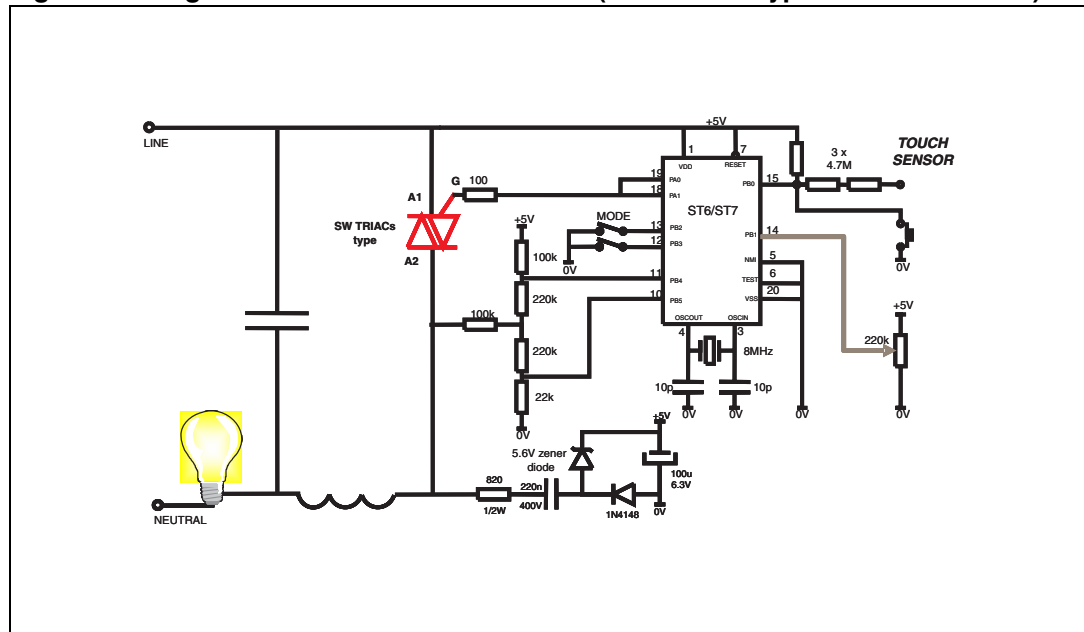 LINE
+5V
1
7
VDD
RESET
TOUCH
SENSOR
3 x
4.7M
G
100
19
PA0
18
PA1
15
PB0
A1
SW TRIACs
type
A2
ST6/ST7
+5V
MODE
13
PB2
12
PB3
0V
14
PB1
0V
100k
11
PB4
5
NMI
6
TEST
20
VSS
10
PB5
220k
100k
OSCOUT
OSCIN
4
3
+5V
220k
220k
8MHz
10p
10p
22k
0V
0V
0V
0V
0V
+5V
5.6V zener
diode
100u
6.3V
820
220n
1/2W
400V
1N4148
0V
NEUTRAL